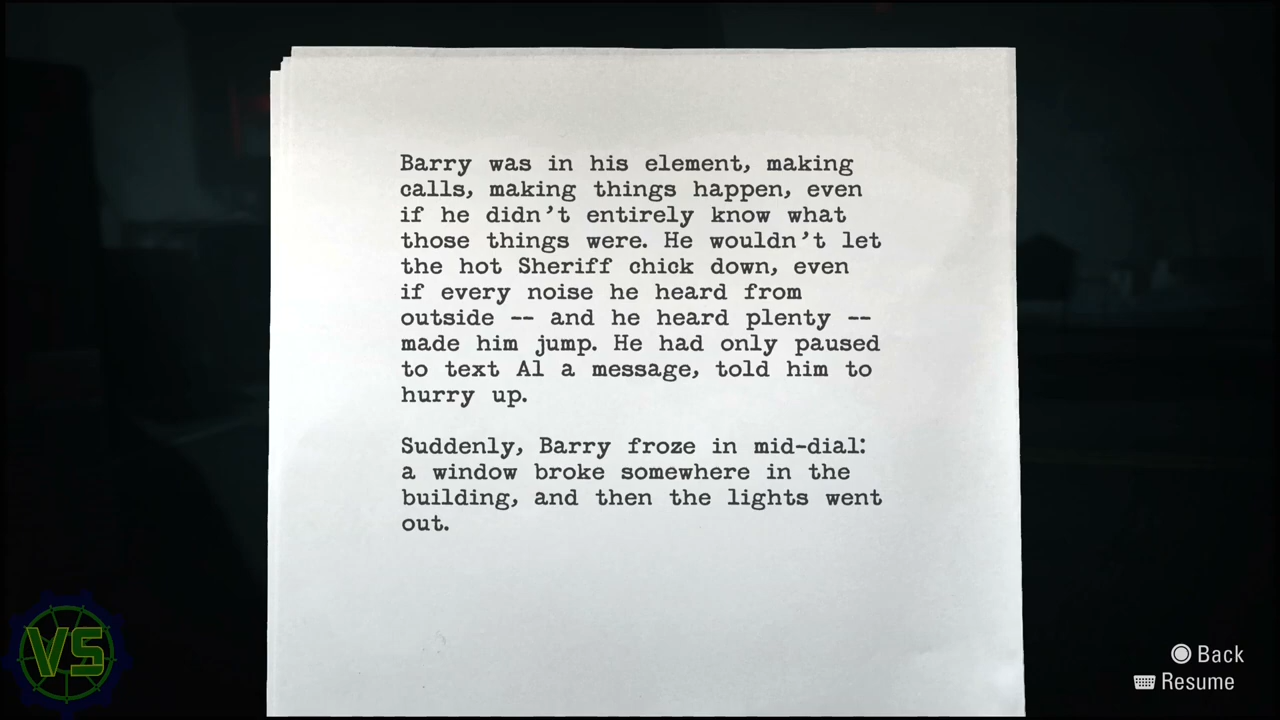 Barry was in his element, making
calls, making things happen, even
if he didn't entirely know what
those things were. He wouldn't let
the hot Sheriff chick down, even
if every noise he heard from
outside -- and he heard plenty --
made him jump. He had only paused
to text Al a message, told him to
hurry up.
Suddenly, Barry froze in mid-dial:
a window broke somewhere in the
building, and then the lights went
out.
VS
Back
Resume